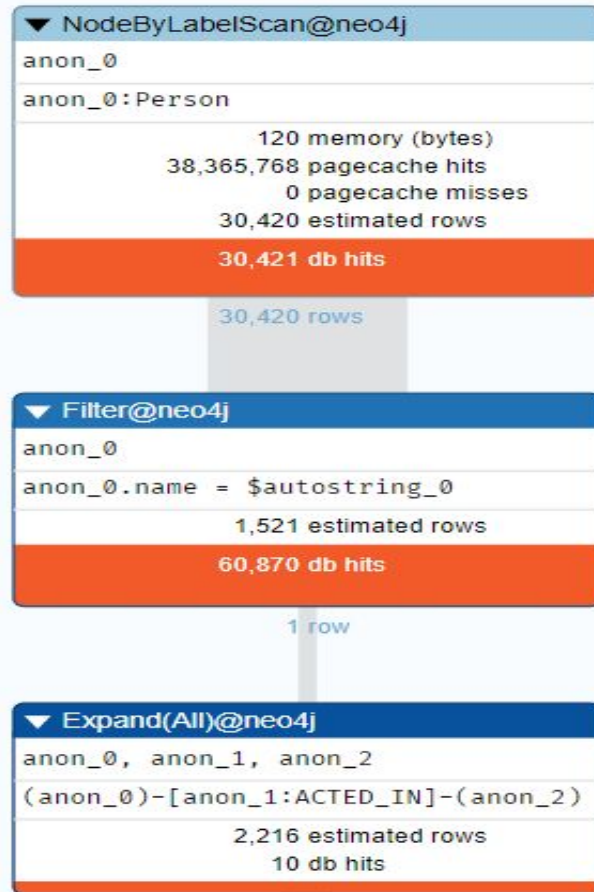 NodeByLabelScan@neo4j
anon_0
anon_0:Person
120 memory (bytes)
38,365,768 pagecache hits
0 pagecache misses
30,420 estimated rows
30,421 db hits
30,420 rows
Filter@neo4j
anon_0
anon_0.name = $autostring_0
1,521 estimated rows
60,870 db hits
1 row
Expand(All)@neo4j
anon_0, anon_1, anon_2
(anon_0)-[anon_1:ACTED_IN]-(anon_2)
2,216 estimated rows
10 db hits